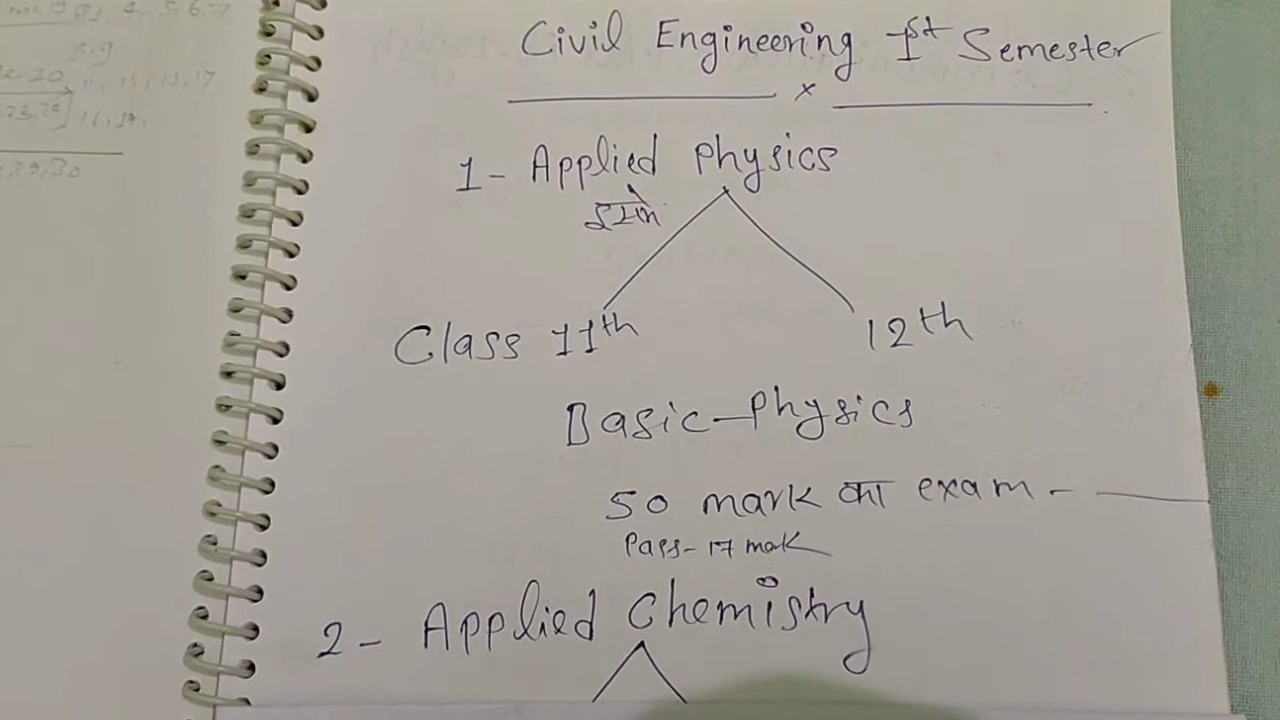 Civil Engineering 1st Semester
x
1- Applied Physics
इसमें
Class 11th 12th
Basic-Physics
50 mark का exam -
Pass- 17 mak
2- Applied Chemistry